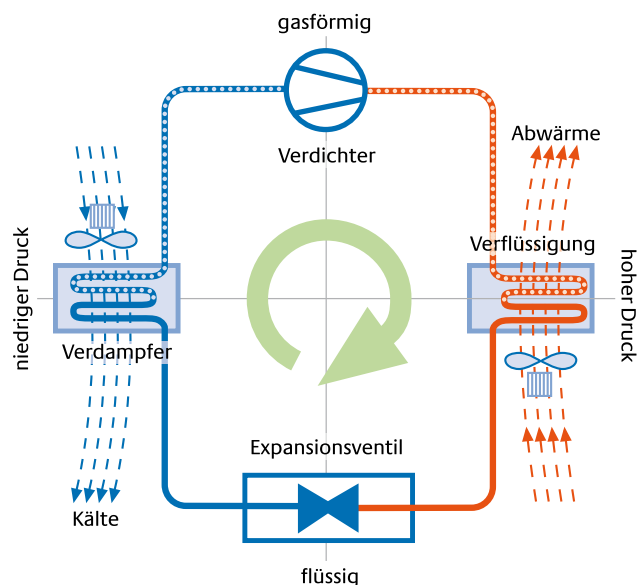 gasförmig
Verdichter
Abwärme
Verflüssigung
niedriger Druck
hoher Druck
Verdampfer
Expansionsventil
Kälte
flüssig